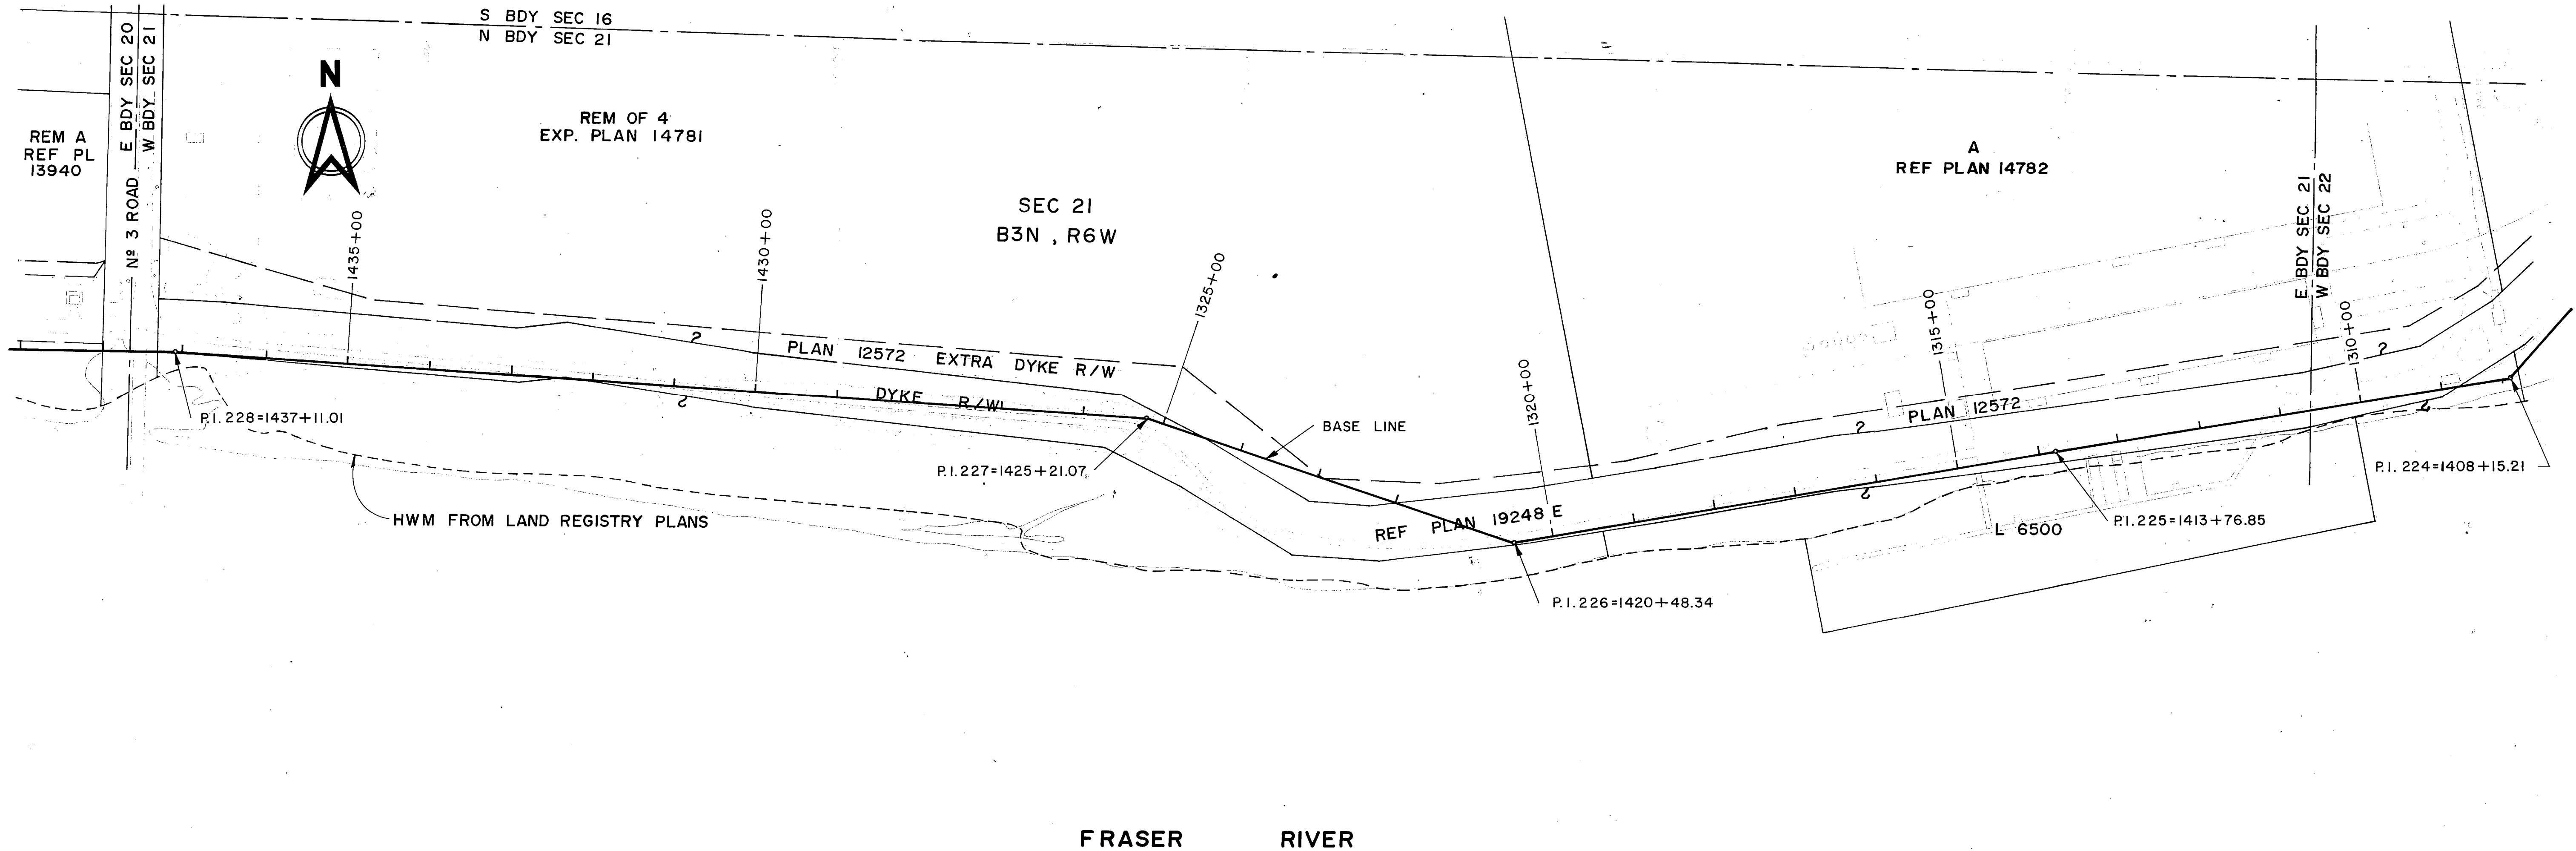 S BDY SEC 16
N BDY SEC 21
E BDY SEC 20
W BDY SEC 21
Nº 3 ROAD
N
REM A
REF PL
13940
REM OF 4
EXP. PLAN 14781
SEC 21
B3N , R6W
A
REF PLAN 14782
E BDY SEC 21
W BDY SEC 22
1435+00
1430+00
1325+00
1320+00
1315+00
1310+00
PLAN 12572 EXTRA DYKE R/W
DYKE R/W
PLAN 12572
BASE LINE
P.I. 228=1437+11.01
P.I. 227=1425+21.07
P.I. 224=1408+15.21
REF PLAN 19248 E
HWM FROM LAND REGISTRY PLANS
P.I. 225=1413+76.85
L 6500
P.I. 226=1420+48.34
FRASER RIVER